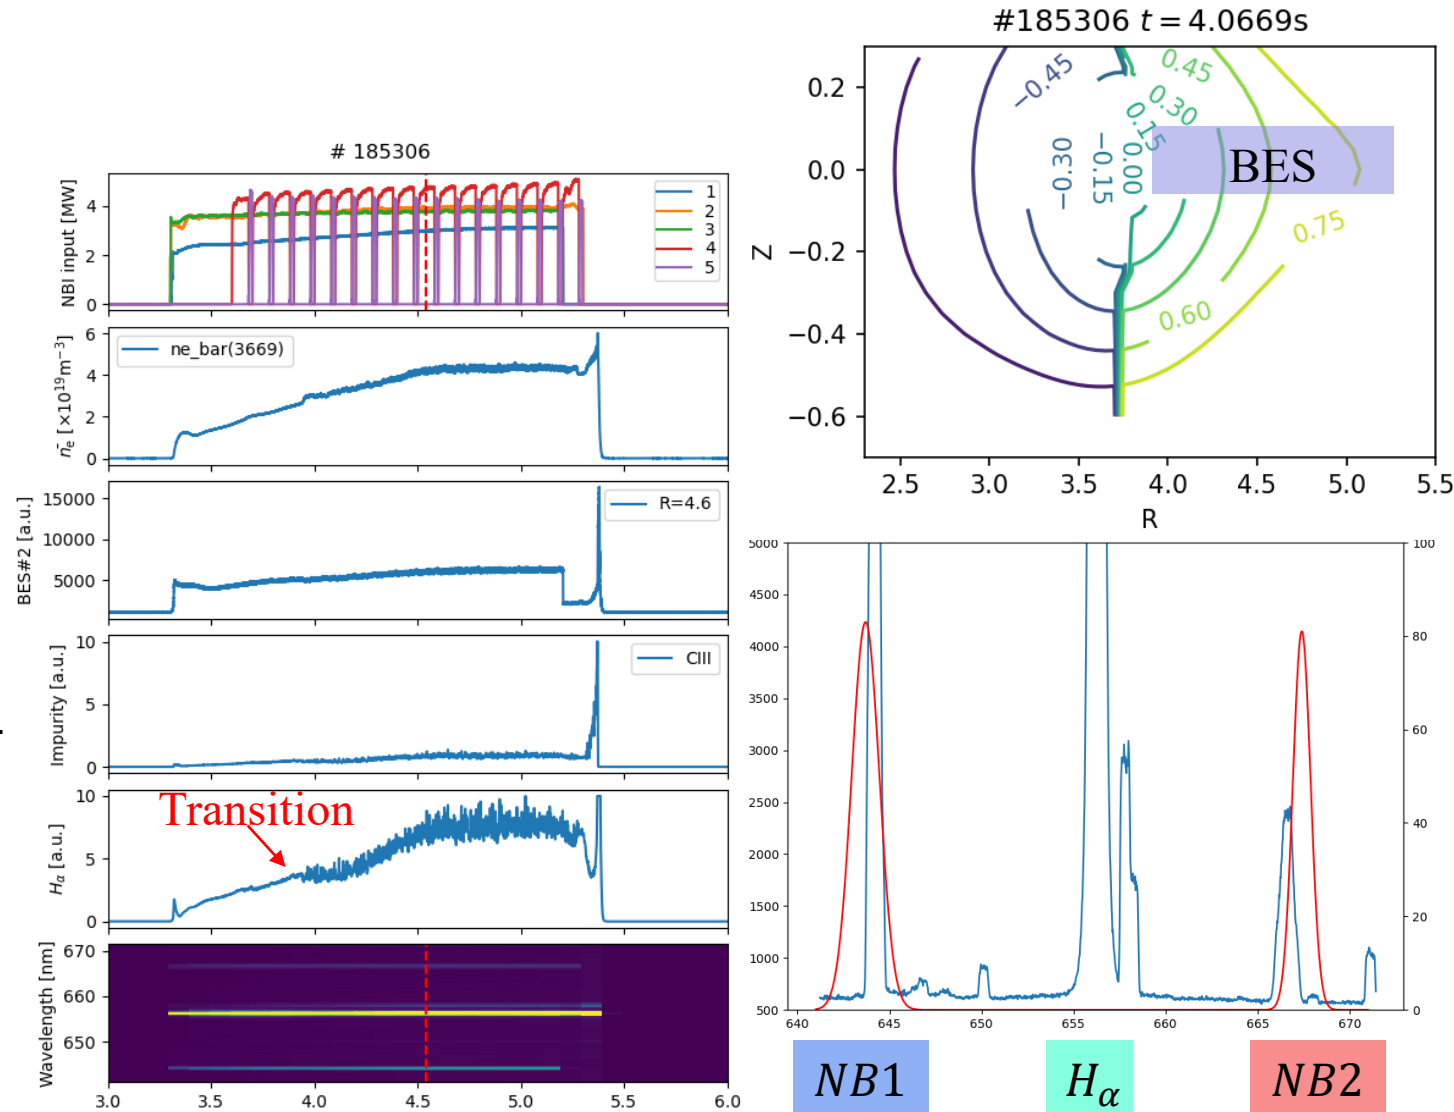 # 185306
NBI input [MW]
4
2
0
1
2
3
4
5
n̄e [×10^19 m^−3]
6
4
2
0
ne_bar(3669)
BES#2 [a.u.]
15000
10000
5000
R=4.6
Impurity [a.u.]
10
5
0
CIII
Hα [a.u.]
10
5
0
Transition
Wavelength [nm]
670
660
650
3.0 3.5 4.0 4.5 5.0 5.5 6.0
#185306 t = 4.0669s
Z
0.2
0.0
−0.2
−0.4
−0.6
−0.45
0.45
0.30
0.15
0.00
−0.15
−0.30
0.60
0.75
BES
2.5 3.0 3.5 4.0 4.5 5.0 5.5
R
5000
4500
4000
3500
3000
2500
2000
1500
1000
500
100
80
60
40
20
0
640 645 650 655 660 665 670
NB1
Hα
NB2